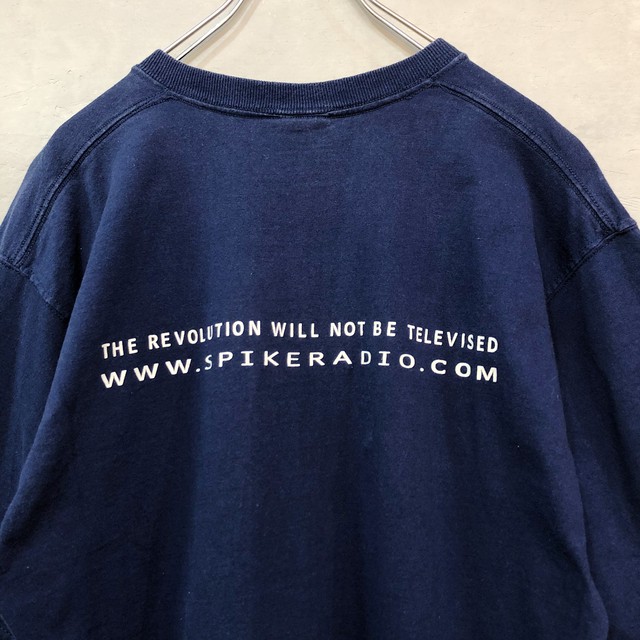 THE REVOLUTION WILL NOT BE TELEVISED
WWW.SPIKERADIO.COM